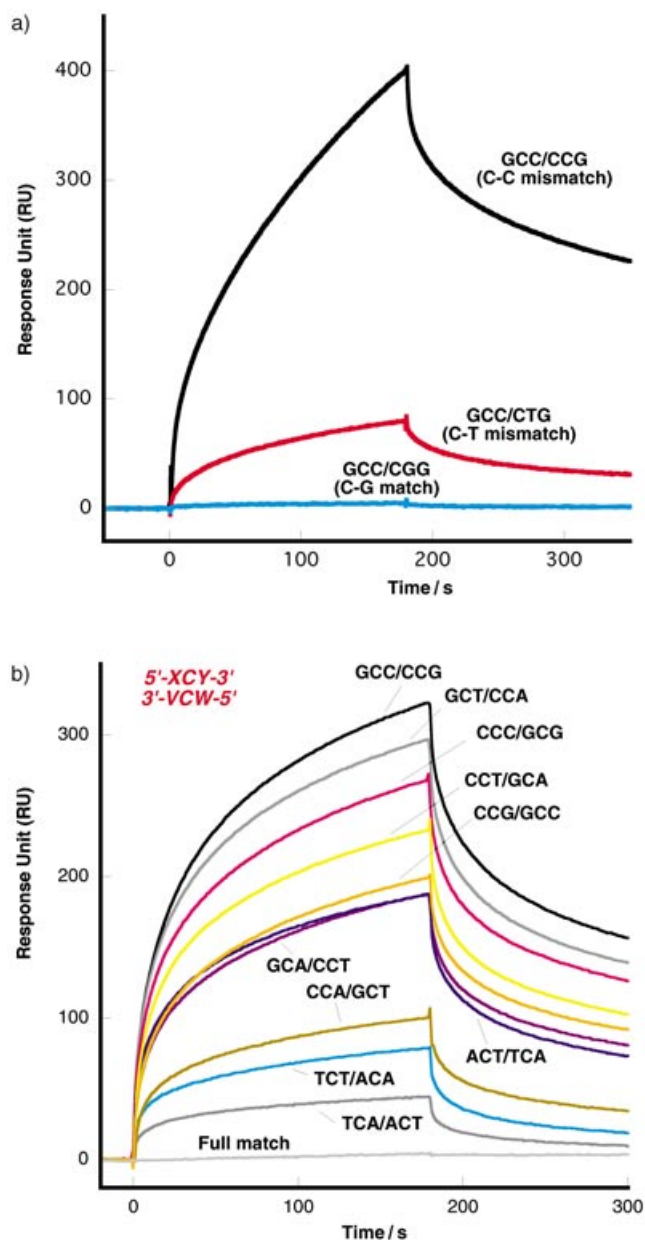 a)
400
300
200
100
0
Response Unit (RU)
GCC/CCG
(C-C mismatch)
GCC/CTG
(C-T mismatch)
GCC/CGG
(C-G match)
0
100
200
300
Time / s
b)
5'-XCY-3'
3'-VCW-5'
GCC/CCG
GCT/CCA
CCC/GCG
CCT/GCA
CCG/GCC
300
200
100
0
Response Unit (RU)
GCA/CCT
CCA/GCT
ACT/TCA
TCT/ACA
TCA/ACT
Full match
0
100
200
300
Time / s